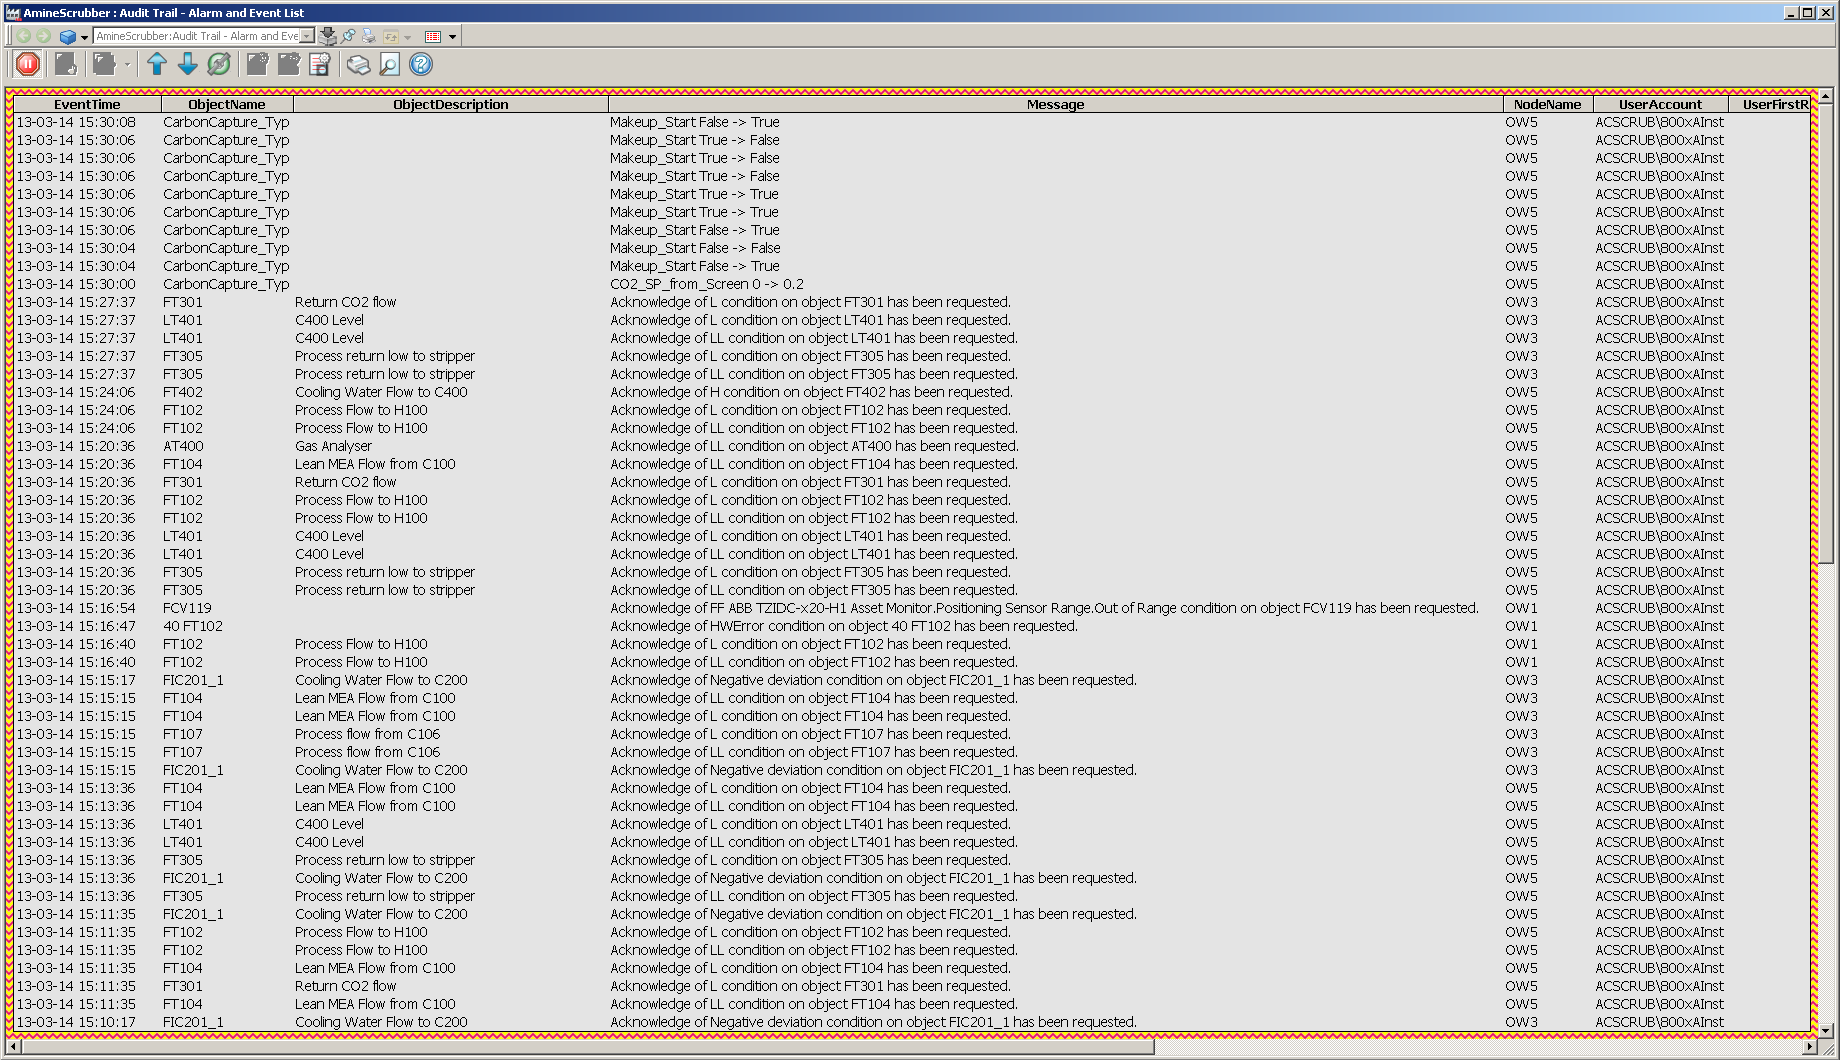 AmineScrubber : Audit Trail - Alarm and Event List
AmineScrubber:Audit Trail - Alarm and Eve
EventTime ObjectName ObjectDescription Message NodeName UserAccount UserFirstR
13-03-14 15:30:08 CarbonCapture_Typ Makeup_Start False -> True OW5 ACSCRUB\800xAInst
13-03-14 15:30:06 CarbonCapture_Typ Makeup_Start True -> False OW5 ACSCRUB\800xAInst
13-03-14 15:30:06 CarbonCapture_Typ Makeup_Start True -> False OW5 ACSCRUB\800xAInst
13-03-14 15:30:06 CarbonCapture_Typ Makeup_Start True -> False OW5 ACSCRUB\800xAInst
13-03-14 15:30:06 CarbonCapture_Typ Makeup_Start True -> True OW5 ACSCRUB\800xAInst
13-03-14 15:30:06 CarbonCapture_Typ Makeup_Start True -> True OW5 ACSCRUB\800xAInst
13-03-14 15:30:06 CarbonCapture_Typ Makeup_Start False -> True OW5 ACSCRUB\800xAInst
13-03-14 15:30:04 CarbonCapture_Typ Makeup_Start False -> False OW5 ACSCRUB\800xAInst
13-03-14 15:30:04 CarbonCapture_Typ Makeup_Start False -> True OW5 ACSCRUB\800xAInst
13-03-14 15:30:00 CarbonCapture_Typ CO2_SP_from_Screen 0 -> 0.2 OW5 ACSCRUB\800xAInst
13-03-14 15:27:37 FT301 Return CO2 flow Acknowledge of L condition on object FT301 has been requested. OW3 ACSCRUB\800xAInst
13-03-14 15:27:37 LT401 C400 Level Acknowledge of L condition on object LT401 has been requested. OW3 ACSCRUB\800xAInst
13-03-14 15:27:37 LT401 C400 Level Acknowledge of LL condition on object LT401 has been requested. OW3 ACSCRUB\800xAInst
13-03-14 15:27:37 FT305 Process return low to stripper Acknowledge of L condition on object FT305 has been requested. OW3 ACSCRUB\800xAInst
13-03-14 15:27:37 FT305 Process return low to stripper Acknowledge of LL condition on object FT305 has been requested. OW3 ACSCRUB\800xAInst
13-03-14 15:24:06 FT402 Cooling Water Flow to C400 Acknowledge of H condition on object FT402 has been requested. OW5 ACSCRUB\800xAInst
13-03-14 15:24:06 FT102 Process Flow to H100 Acknowledge of L condition on object FT102 has been requested. OW5 ACSCRUB\800xAInst
13-03-14 15:24:06 FT102 Process Flow to H100 Acknowledge of LL condition on object FT102 has been requested. OW5 ACSCRUB\800xAInst
13-03-14 15:20:36 AT400 Gas Analyser Acknowledge of LL condition on object AT400 has been requested. OW5 ACSCRUB\800xAInst
13-03-14 15:20:36 FT104 Lean MEA Flow from C100 Acknowledge of LL condition on object FT104 has been requested. OW5 ACSCRUB\800xAInst
13-03-14 15:20:36 FT301 Return CO2 flow Acknowledge of L condition on object FT301 has been requested. OW5 ACSCRUB\800xAInst
13-03-14 15:20:36 FT102 Process Flow to H100 Acknowledge of L condition on object FT102 has been requested. OW5 ACSCRUB\800xAInst
13-03-14 15:20:36 FT102 Process Flow to H100 Acknowledge of LL condition on object FT102 has been requested. OW5 ACSCRUB\800xAInst
13-03-14 15:20:36 LT401 C400 Level Acknowledge of L condition on object LT401 has been requested. OW5 ACSCRUB\800xAInst
13-03-14 15:20:36 LT401 C400 Level Acknowledge of LL condition on object LT401 has been requested. OW5 ACSCRUB\800xAInst
13-03-14 15:20:36 FT305 Process return low to stripper Acknowledge of L condition on object FT305 has been requested. OW5 ACSCRUB\800xAInst
13-03-14 15:20:36 FT305 Process return low to stripper Acknowledge of LL condition on object FT305 has been requested. OW5 ACSCRUB\800xAInst
13-03-14 15:16:54 FCV119 Acknowledge of FF ABB TZIDC-x20-H1 Asset Monitor.Positioning Sensor Range.Out of Range condition on object FCV119 has been requested. OW1 ACSCRUB\800xAInst
13-03-14 15:16:47 40 FT102 Acknowledge of HWError condition on object 40 FT102 has been requested. OW1 ACSCRUB\800xAInst
13-03-14 15:16:40 FT102 Process Flow to H100 Acknowledge of L condition on object FT102 has been requested. OW1 ACSCRUB\800xAInst
13-03-14 15:16:40 FT102 Process Flow to H100 Acknowledge of LL condition on object FT102 has been requested. OW1 ACSCRUB\800xAInst
13-03-14 15:15:17 FIC201_1 Cooling Water Flow to C200 Acknowledge of Negative deviation condition on object FIC201_1 has been requested. OW3 ACSCRUB\800xAInst
13-03-14 15:15:15 FT104 Lean MEA Flow from C100 Acknowledge of LL condition on object FT104 has been requested. OW3 ACSCRUB\800xAInst
13-03-14 15:15:15 FT104 Lean MEA Flow from C100 Acknowledge of L condition on object FT104 has been requested. OW3 ACSCRUB\800xAInst
13-03-14 15:15:15 FT107 Process flow from C106 Acknowledge of L condition on object FT107 has been requested. OW3 ACSCRUB\800xAInst
13-03-14 15:15:15 FT107 Process flow from C106 Acknowledge of LL condition on object FT107 has been requested. OW3 ACSCRUB\800xAInst
13-03-14 15:15:15 FIC201_1 Cooling Water Flow to C200 Acknowledge of Negative deviation condition on object FIC201_1 has been requested. OW3 ACSCRUB\800xAInst
13-03-14 15:13:36 FT104 Lean MEA Flow from C100 Acknowledge of L condition on object FT104 has been requested. OW5 ACSCRUB\800xAInst
13-03-14 15:13:36 FT104 Lean MEA Flow from C100 Acknowledge of LL condition on object FT104 has been requested. OW5 ACSCRUB\800xAInst
13-03-14 15:13:36 LT401 C400 Level Acknowledge of L condition on object LT401 has been requested. OW5 ACSCRUB\800xAInst
13-03-14 15:13:36 LT401 C400 Level Acknowledge of LL condition on object LT401 has been requested. OW5 ACSCRUB\800xAInst
13-03-14 15:13:36 FT305 Process return low to stripper Acknowledge of L condition on object FT305 has been requested. OW5 ACSCRUB\800xAInst
13-03-14 15:13:36 FIC201_1 Cooling Water Flow to C200 Acknowledge of Negative deviation condition on object FIC201_1 has been requested. OW5 ACSCRUB\800xAInst
13-03-14 15:13:36 FT305 Process return low to stripper Acknowledge of LL condition on object FT305 has been requested. OW5 ACSCRUB\800xAInst
13-03-14 15:11:35 FIC201_1 Cooling Water Flow to C200 Acknowledge of Negative deviation condition on object FIC201_1 has been requested. OW5 ACSCRUB\800xAInst
13-03-14 15:11:35 FT102 Process Flow to H100 Acknowledge of L condition on object FT102 has been requested. OW5 ACSCRUB\800xAInst
13-03-14 15:11:35 FT102 Process Flow to H100 Acknowledge of LL condition on object FT102 has been requested. OW5 ACSCRUB\800xAInst
13-03-14 15:11:35 FT104 Lean MEA Flow from C100 Acknowledge of L condition on object FT104 has been requested. OW5 ACSCRUB\800xAInst
13-03-14 15:11:35 FT301 Return CO2 flow Acknowledge of L condition on object FT301 has been requested. OW5 ACSCRUB\800xAInst
13-03-14 15:11:35 FT104 Lean MEA Flow from C100 Acknowledge of LL condition on object FT104 has been requested. OW5 ACSCRUB\800xAInst
13-03-14 15:10:17 FIC201_1 Cooling Water Flow to C200 Acknowledge of Negative deviation condition on object FIC201_1 has been requested. OW3 ACSCRUB\800xAInst